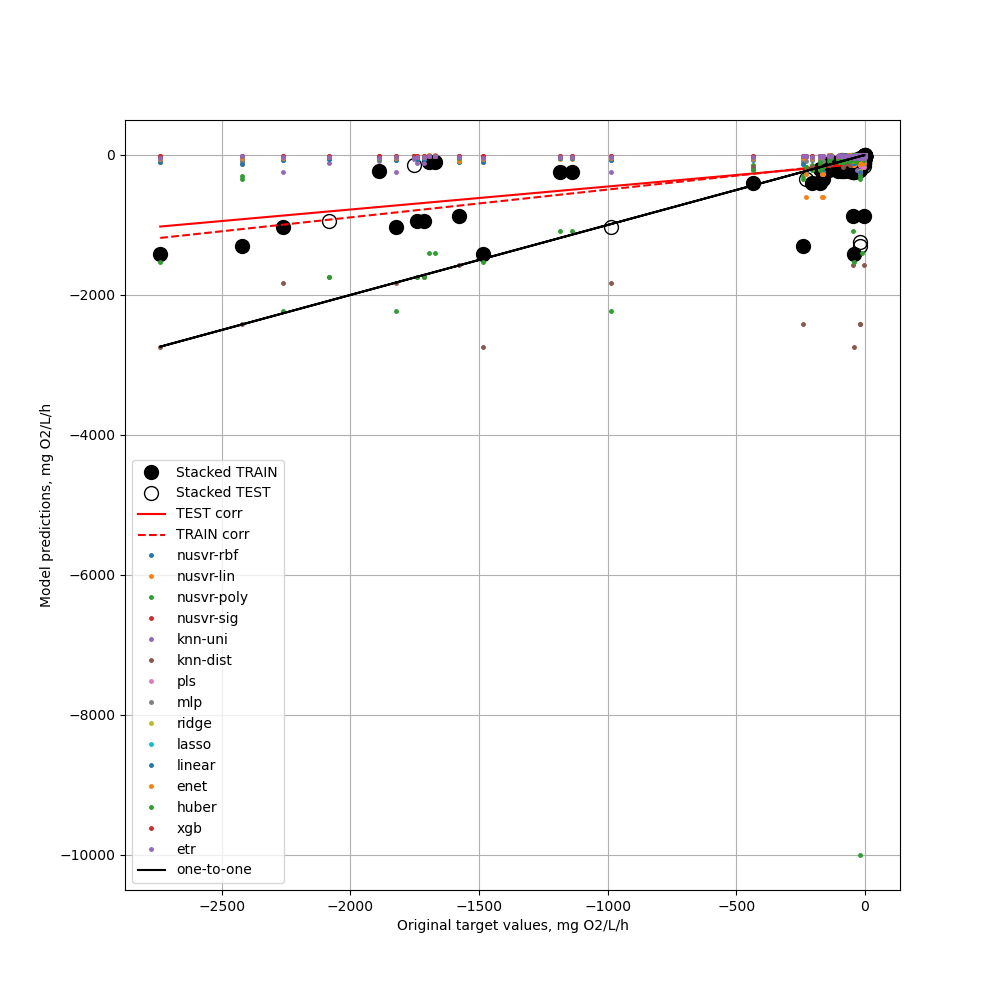 0
−2000
−4000
−6000
−8000
−10000
Model predictions, mg O2/L/h
Stacked TRAIN
Stacked TEST
TEST corr
TRAIN corr
nusvr-rbf
nusvr-lin
nusvr-poly
nusvr-sig
knn-uni
knn-dist
pls
mlp
ridge
lasso
linear
enet
huber
xgb
etr
one-to-one
−2500 −2000 −1500 −1000 −500 0
Original target values, mg O2/L/h